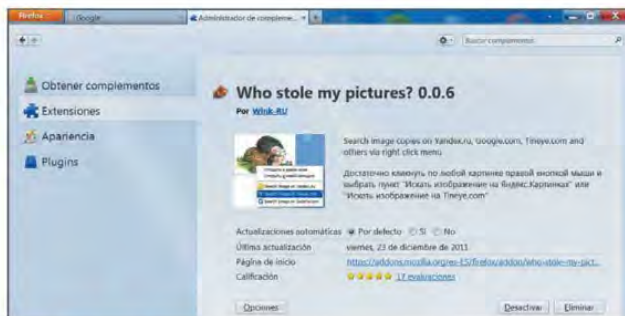 Firefox
Google
Administrador de compleme...
Buscar complementos
Obtener complementos
Extensiones
Apariencia
Plugins
Who stole my pictures? 0.0.6
Por Wink-RU
Search image copies on Yandex.ru, Google.com, Tineye.com and
others via right click menu
Достаточно кликнуть по любой картинке правой кнопкой мыши и
выбрать пункт "Искать изображение на Яндекс.Картинках" или
"Искать изображение на Tineye.com"
Actualizaciones automáticas Por defecto Sí No
Última actualización viernes, 23 de diciembre de 2011
Página de inicio https://addons.mozilla.org/es-ES/firefox/addon/who-stole-my-pict...
Calificación 17 evaluaciones
Opciones Desactivar Eliminar